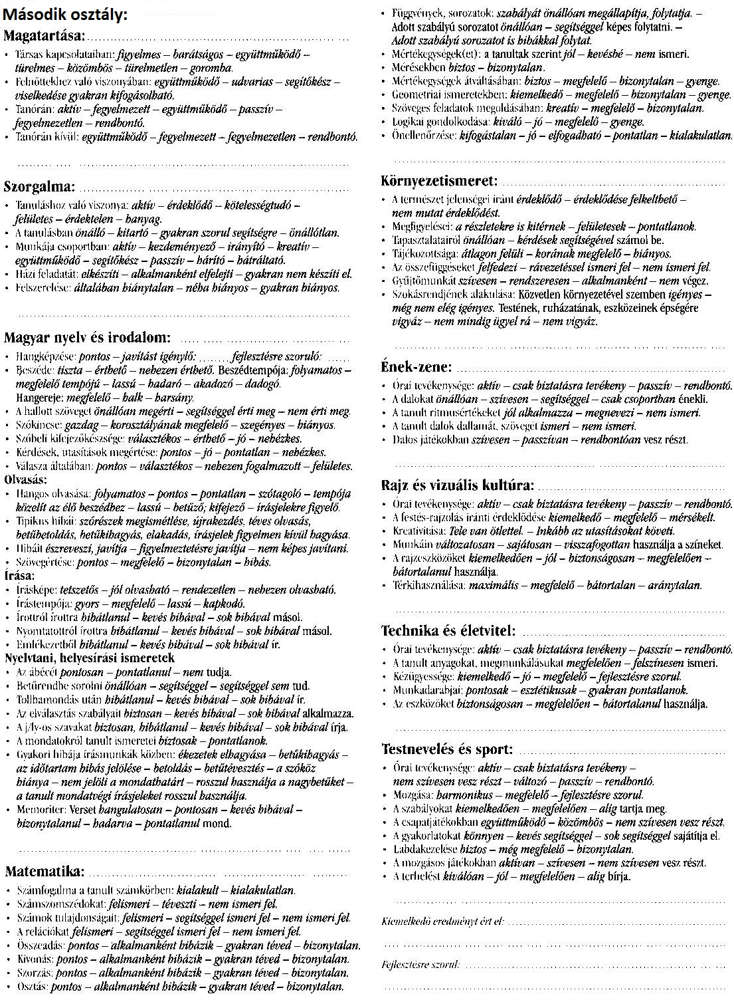 Második osztály:
Magatartása:
• Társas kapcsolataiban: figyelmes – barátságos – együttműködő –
türelmes – közömbös – türelmetlen – goromba.
• Felnőttekhez való viszonyában: együttműködő – udvarias – segítőkész –
viselkedése gyakran kifogásolható.
• Tanórán: aktív – fegyelmezett – együttműködő – passzív –
fegyelmezetlen – rendbontó.
• Tanórán kívül: együttműködő – fegyelmezett – fegyelmezetlen – rendbontó.
Szorgalma:
• Tanuláshoz való viszonya: aktív – érdeklődő – kötelességtudó –
felületes – érdektelen – hanyag.
• A tanulásban önálló – kitartó – gyakran szorul segítségre – önállótlan.
• Munkája csoportban: aktív – kezdeményező – irányító – kreatív –
együttműködő – segítőkész – passzív – hárító – hátráltató.
• Házi feladatát: elkészíti – alkalmanként elfelejti – gyakran nem készíti el.
• Felszerelése: általában hiánytalan – néha hiányos – gyakran hiányos.
Magyar nyelv és irodalom:
• Hangképzése: pontos – javítást igénylő: ........ fejlesztésre szoruló: ......
• Beszéde: tiszta – érthető – nehezen érthető. Beszédtempója: folyamatos –
megfelelő tempójú – lassú – hadaró – akadozó – dadogó.
Hangereje: megfelelő – halk – harsány.
• A hallott szöveget önállóan megérti – segítséggel érti meg – nem érti meg.
• Szókincse: gazdag – korosztályának megfelelő – szegényes – hiányos.
• Szóbeli kifejezőkészsége: választékos – érthető – jó – nehézkes.
• Kérdések, utasítások megértése: pontos – jó – pontatlan – nehézkes.
• Válasza általában: pontos – választékos – nehezen fogalmazott – felületes.
Olvasás:
• Hangos olvasása: folyamatos – pontos – pontatlan – szótagoló – tempója
közelít az élő beszédhez – lassú – betűző; kifejező – írásjelekre figyelő.
• Tipikus hibái: szórészek megismétlése, újrakezdés, téves olvasás,
betűbetoldás, betűkihagyás, elakadás, írásjelek figyelmen kívül hagyása.
• Hibáit észreveszi, javítja – figyelmeztetésre javítja – nem képes javítani.
• Szövegértése: pontos – megfelelő – bizonytalan – hibás.
Írása:
• Írásképe: tetszetős – jól olvasható – rendezetlen – nehezen olvasható.
• Írástempója: gyors – megfelelő – lassú – kapkodó.
• Írottról írottra hibátlanul – kevés hibával – sok hibával másol.
• Nyomtatottról írottra hibátlanul – kevés hibával – sok hibával másol.
• Emlékezetből hibátlanul – kevés hibával – sok hibával ír.
Nyelvtani, helyesírási ismeretek
• Az ábécét pontosan – pontatlanul – nem tudja.
• Betűrendbe sorolni önállóan – segítséggel – segítséggel sem tud.
• Tollbamondás után hibátlanul – kevés hibával – sok hibával ír.
• Az elválasztás szabályait biztosan – kevés hibával – sok hibával alkalmazza.
• A j/ly-os szavakat biztosan, hibátlanul – kevés hibával – sok hibával írja.
• A mondatokról tanult ismeretei biztosak – pontatlanok.
• Gyakori hibája írásmunkák közben: ékezetek elhagyása – betűkihagyás –
az időtartam hibás jelölése – betoldás – betűtévesztés – a szóköz
hiánya – nem jelöli a mondathatárt – rosszul használja a nagybetűket –
a tanult mondatvégi írásjeleket rosszul használja.
• Memoriter: Verset hangulatosan – pontosan – kevés hibával –
bizonytalanul – hadarva – pontatlanul mond.
Matematika:
• Számfogalma a tanult számkörben: kialakult – kialakulatlan.
• Számszomszédokat: felismeri – téveszti – nem ismeri fel.
• Számok tulajdonságait: felismeri – segítséggel ismeri fel – nem ismeri fel.
• A relációkat felismeri – segítséggel ismeri fel – nem ismeri fel.
• Összeadás: pontos – alkalmanként hibázik – gyakran téved – bizonytalan.
• Kivonás: pontos – alkalmanként hibázik – gyakran téved – bizonytalan.
• Szorzás: pontos – alkalmanként hibázik – gyakran téved – bizonytalan.
• Osztás: pontos – alkalmanként hibázik – gyakran téved – bizonytalan.
• Függvények, sorozatok: szabályát önállóan megállapítja, folytatja. –
Adott szabályú sorozatot önállóan – segítséggel képes folytatni. –
Adott szabályú sorozatot is hibákkal folytat.
• Mértékegységek(et): a tanultak szerint jól – kevésbé – nem ismeri.
• Mérésekben biztos – bizonytalan.
• Mértékegységek átváltásában: biztos – megfelelő – bizonytalan – gyenge.
• Geometriai ismeretekben: kiemelkedő – megfelelő – bizonytalan – gyenge.
• Szöveges feladatok megoldásában: kreatív – megfelelő – bizonytalan.
• Logikai gondolkodása: kiváló – jó – megfelelő – gyenge.
• Önellenőrzése: kifogástalan – jó – elfogadható – pontatlan – kialakulatlan.
Környezetismeret:
• A természet jelenségei iránt érdeklődő – érdeklődése felkelthető –
nem mutat érdeklődést.
• Megfigyelései: a részletekre is kitérnek – felületesek – pontatlanok.
• Tapasztalatairól önállóan – kérdések segítségével számol be.
• Tájékozottsága: átlagon felüli – korának megfelelő – hiányos.
• Az összefüggéseket felfedezi – rávezetéssel ismeri fel – nem ismeri fel.
• Gyűjtőmunkát szívesen – rendszeresen – alkalmanként – nem végez.
• Szokásrendjének alakulása: Közvetlen környezetével szemben igényes –
még nem elég igényes. Testének, ruházatának, eszközeinek épségére
vigyáz – nem mindig ügyel rá – nem vigyáz.
Ének-zene:
• Órai tevékenysége: aktív – csak biztatásra tevékeny – passzív – rendbontó.
• A dalokat önállóan – szívesen – segítséggel – csak csoportban énekli.
• A tanult ritmusértékeket jól alkalmazza – megnevezi – nem ismeri.
• A tanult dalok dallamát, szövegét ismeri – nem ismeri.
• Dalos játékokban szívesen – passzívan – rendbontóan vesz részt.
Rajz és vizuális kultúra:
• Órai tevékenysége: aktív – csak biztatásra tevékeny – passzív – rendbontó.
• A festés-rajzolás iránti érdeklődése kiemelkedő – megfelelő – mérsékelt.
• Kreativitása: Tele van ötlettel. – Inkább az utasításokat követi.
• Munkáin változatosan – sajátosan – visszafogottan használja a színeket.
• A rajzeszközöket kiemelkedően – jól – biztonságosan – megfelelően –
bátortalanul használja.
• Térkihasználása: maximális – megfelelő – bátortalan – aránytalan.
Technika és életvitel:
• Órai tevékenysége: aktív – csak biztatásra tevékeny – passzív – rendbontó.
• A tanult anyagokat, megmunkálásukat megfelelően – felszínesen ismeri.
• Kézügyessége: kiemelkedő – jó – megfelelő – fejlesztésre szorul.
• Munkadarabjai: pontosak – esztétikusak – gyakran pontatlanok.
• Az eszközöket biztonságosan – megfelelően – bátortalanul használja.
Testnevelés és sport:
• Órai tevékenysége: aktív – csak biztatásra tevékeny –
nem szívesen vesz részt – változó – passzív – rendbontó.
• Mozgása: harmonikus – megfelelő – fejlesztésre szorul.
• A szabályokat kiemelkedően – megfelelően – alig tartja meg.
• A csapatjátékokban együttműködő – közömbös – nem szívesen vesz részt.
• A gyakorlatokat könnyen – kevés segítséggel – sok segítséggel sajátítja el.
• Labdakezelése biztos – még megfelelő – bizonytalan.
• A mozgásos játékokban aktívan – szívesen – nem szívesen vesz részt.
• A terhelést kiválóan – jól – megfelelően – alig bírja.
Kiemelkedő eredményt ért el:
Fejlesztésre szorul: